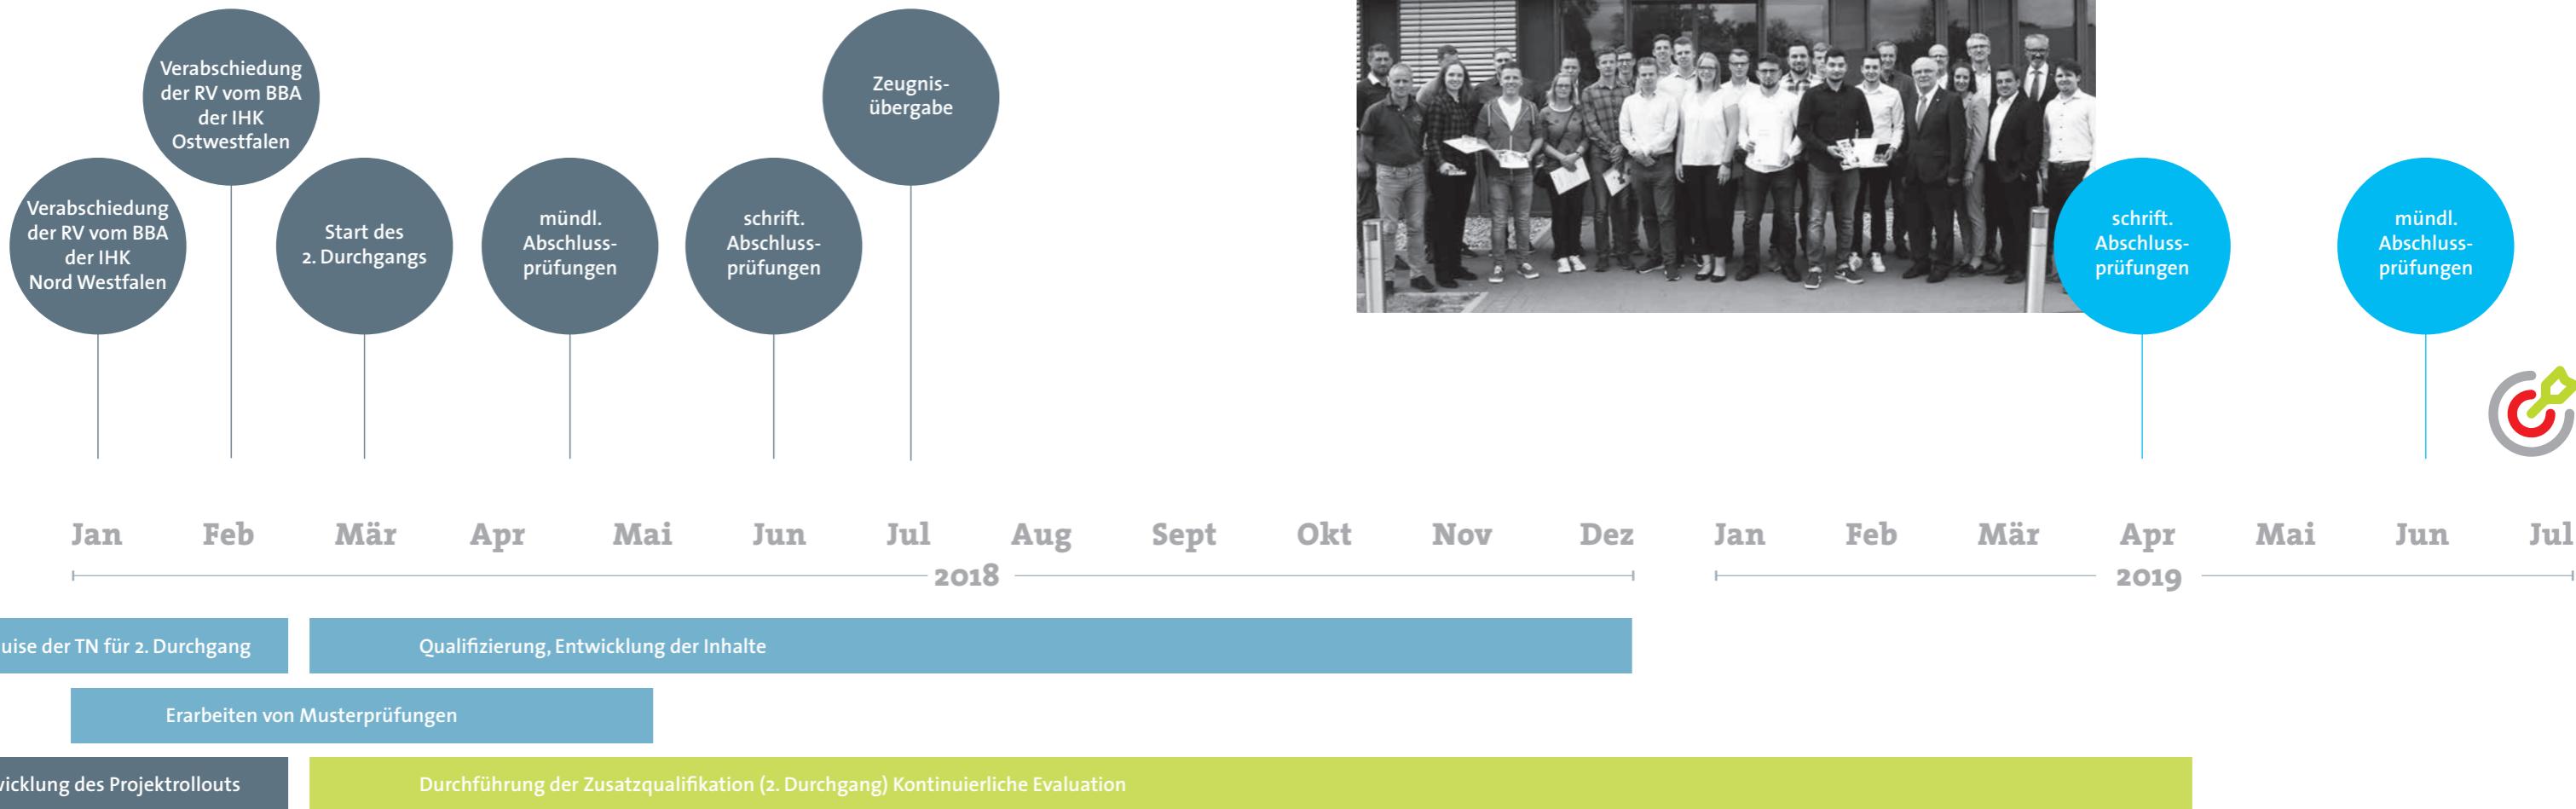 Verabschiedung
der RV vom BBA
der IHK
Nord Westfalen
Verabschiedung
der RV vom BBA
der IHK
Ostwestfalen
Start des
2. Durchgangs
mündl.
Abschluss-
prüfungen
schrift.
Abschluss-
prüfungen
Zeugnis-
übergabe
schrift.
Abschluss-
prüfungen
mündl.
Abschluss-
prüfungen
Jan Feb Mär Apr Mai Jun Jul Aug Sept Okt Nov Dez Jan Feb Mär Apr Mai Jun Jul
2018 2019
uise der TN für 2. Durchgang
Qualifizierung, Entwicklung der Inhalte
Erarbeiten von Musterprüfungen
wicklung des Projektrollouts
Durchführung der Zusatzqualifikation (2. Durchgang) Kontinuierliche Evaluation